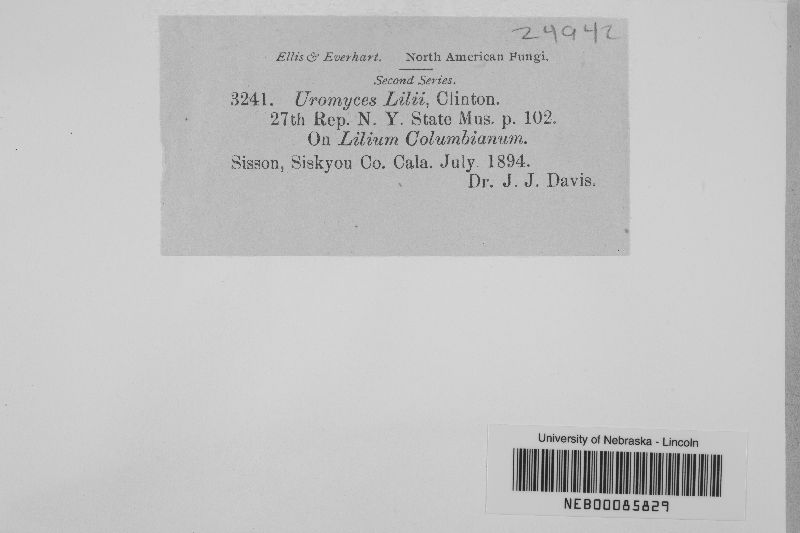 29942
Ellis & Everhart. North American Fungi.
Second Series.
3241. Uromyces Lilii, Clinton.
27th Rep. N. Y. State Mus. p. 102.
On Lilium Columbianum.
Sisson, Siskyou Co. Cala. July. 1894.
Dr. J. J. Davis.
University of Nebraska - Lincoln
NEB00085829